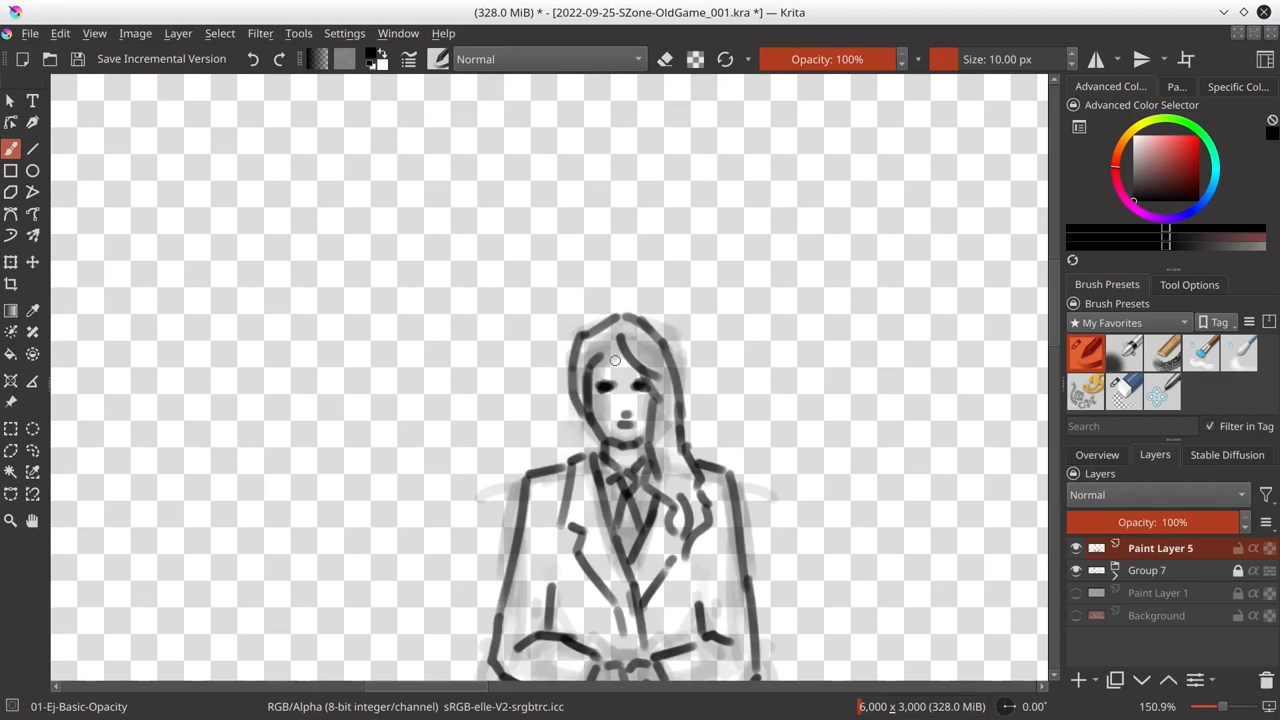 (328.0 MiB) * - [2022-09-25-SZone-OldGame_001.kra *] — Krita
File Edit View Image Layer Select Filter Tools Settings Window Help
Save Incremental Version Normal Opacity: 100% Size: 10.00 px
Advanced Col... Pa... Specific Col...
Advanced Color Selector
Brush Presets Tool Options
Brush Presets
★ My Favorites Tag
Search Filter in Tag
Overview Layers Stable Diffusion
Layers
Normal
Opacity: 100%
Paint Layer 5
Group 7
Paint Layer 1
Background
01-Ej-Basic-Opacity RGB/Alpha (8-bit integer/channel) sRGB-elle-V2-srgbtrc.icc 6,000 x 3,000 (328.0 MiB) 0.00° 150.9%